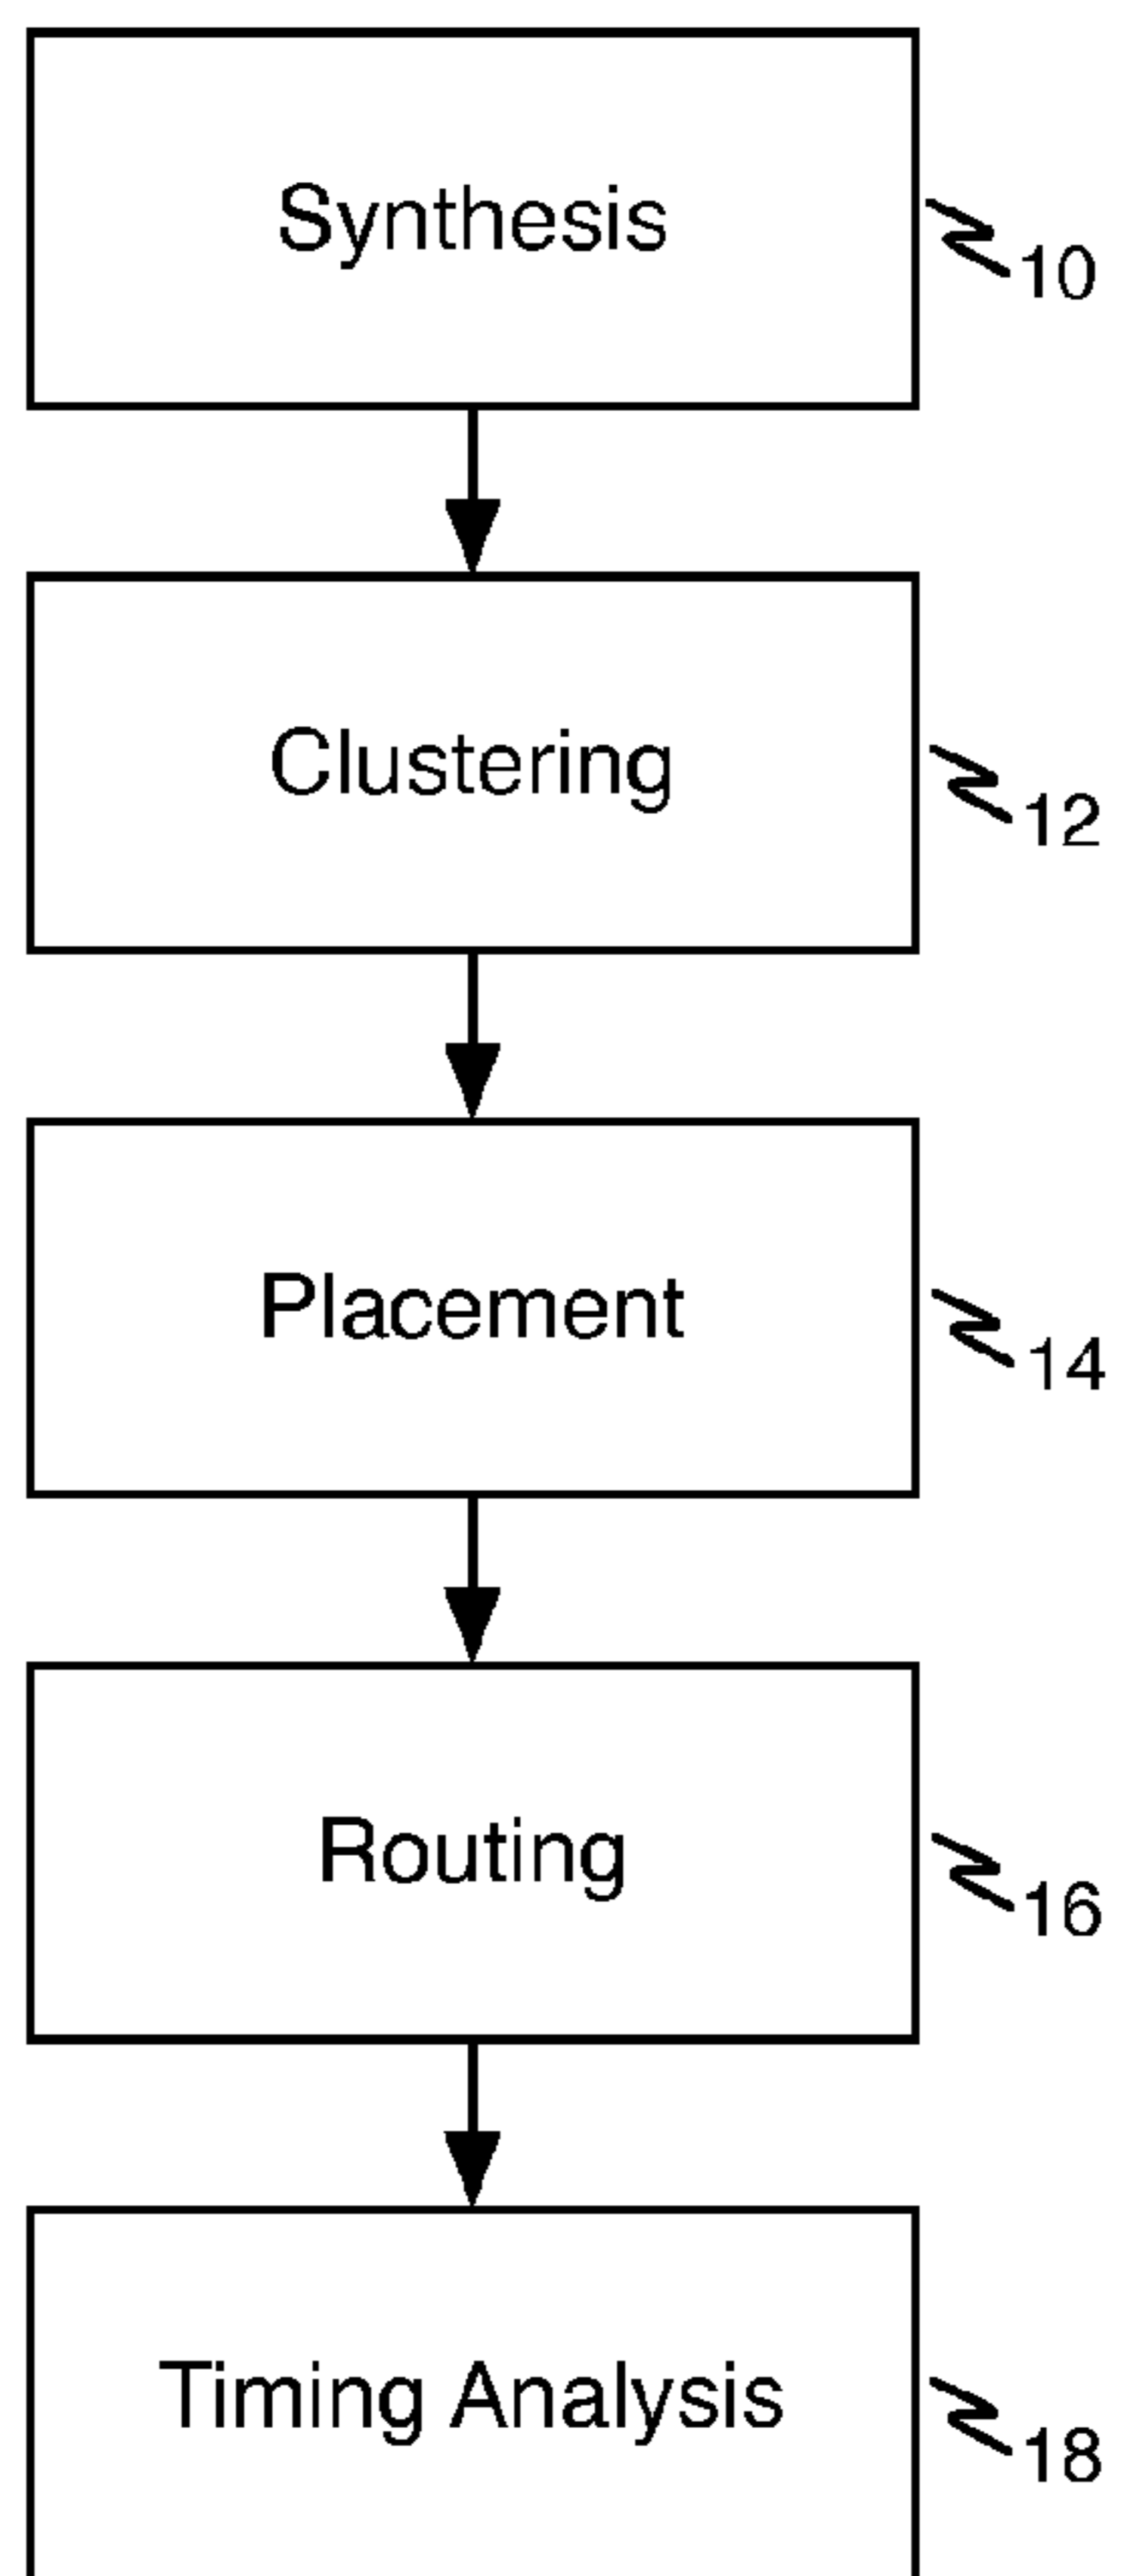 Synthesis
10
Clustering
12
Placement
14
Routing
16
Timing Analysis
18